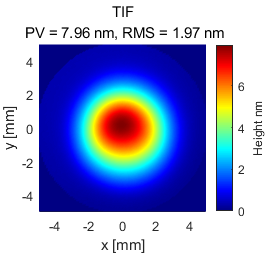 TIF
PV = 7.96 nm, RMS = 1.97 nm
4
2
0
-2
-4
y [mm]
-4 -2 0 2 4
x [mm]
6
4
2
0
Height [nm]